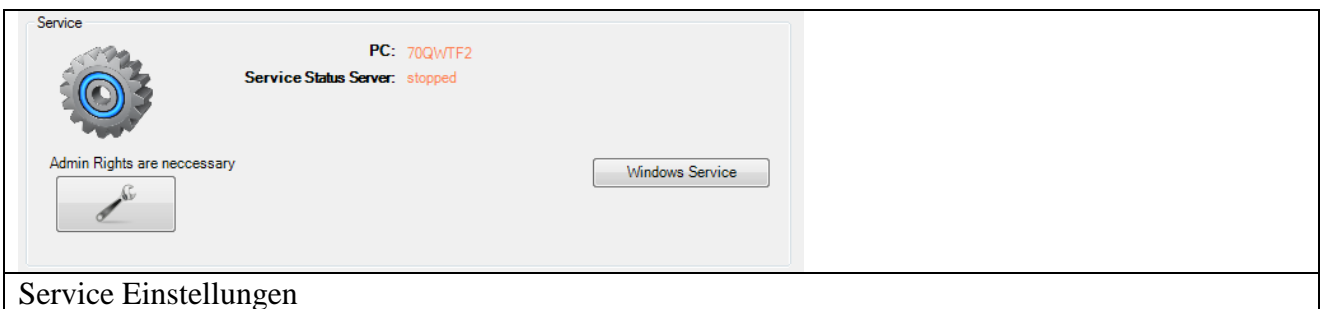 Service
PC: 70QWTF2
Service Status Server: stopped
Admin Rights are neccessary
Windows Service
Service Einstellungen